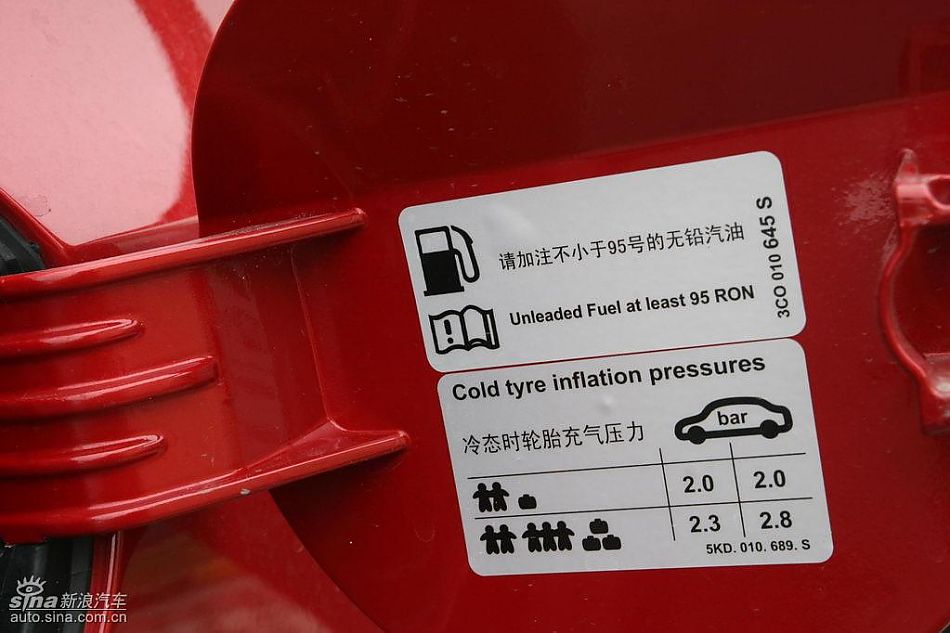 请加注不小于95号的无铅汽油
Unleaded Fuel at least 95 RON
3CO 010 645 S
Cold tyre inflation pressures
bar
冷态时轮胎充气压力
2.0 2.0
2.3 2.8
5KD. 010. 689. S
sina新浪汽车
auto.sina.com.cn